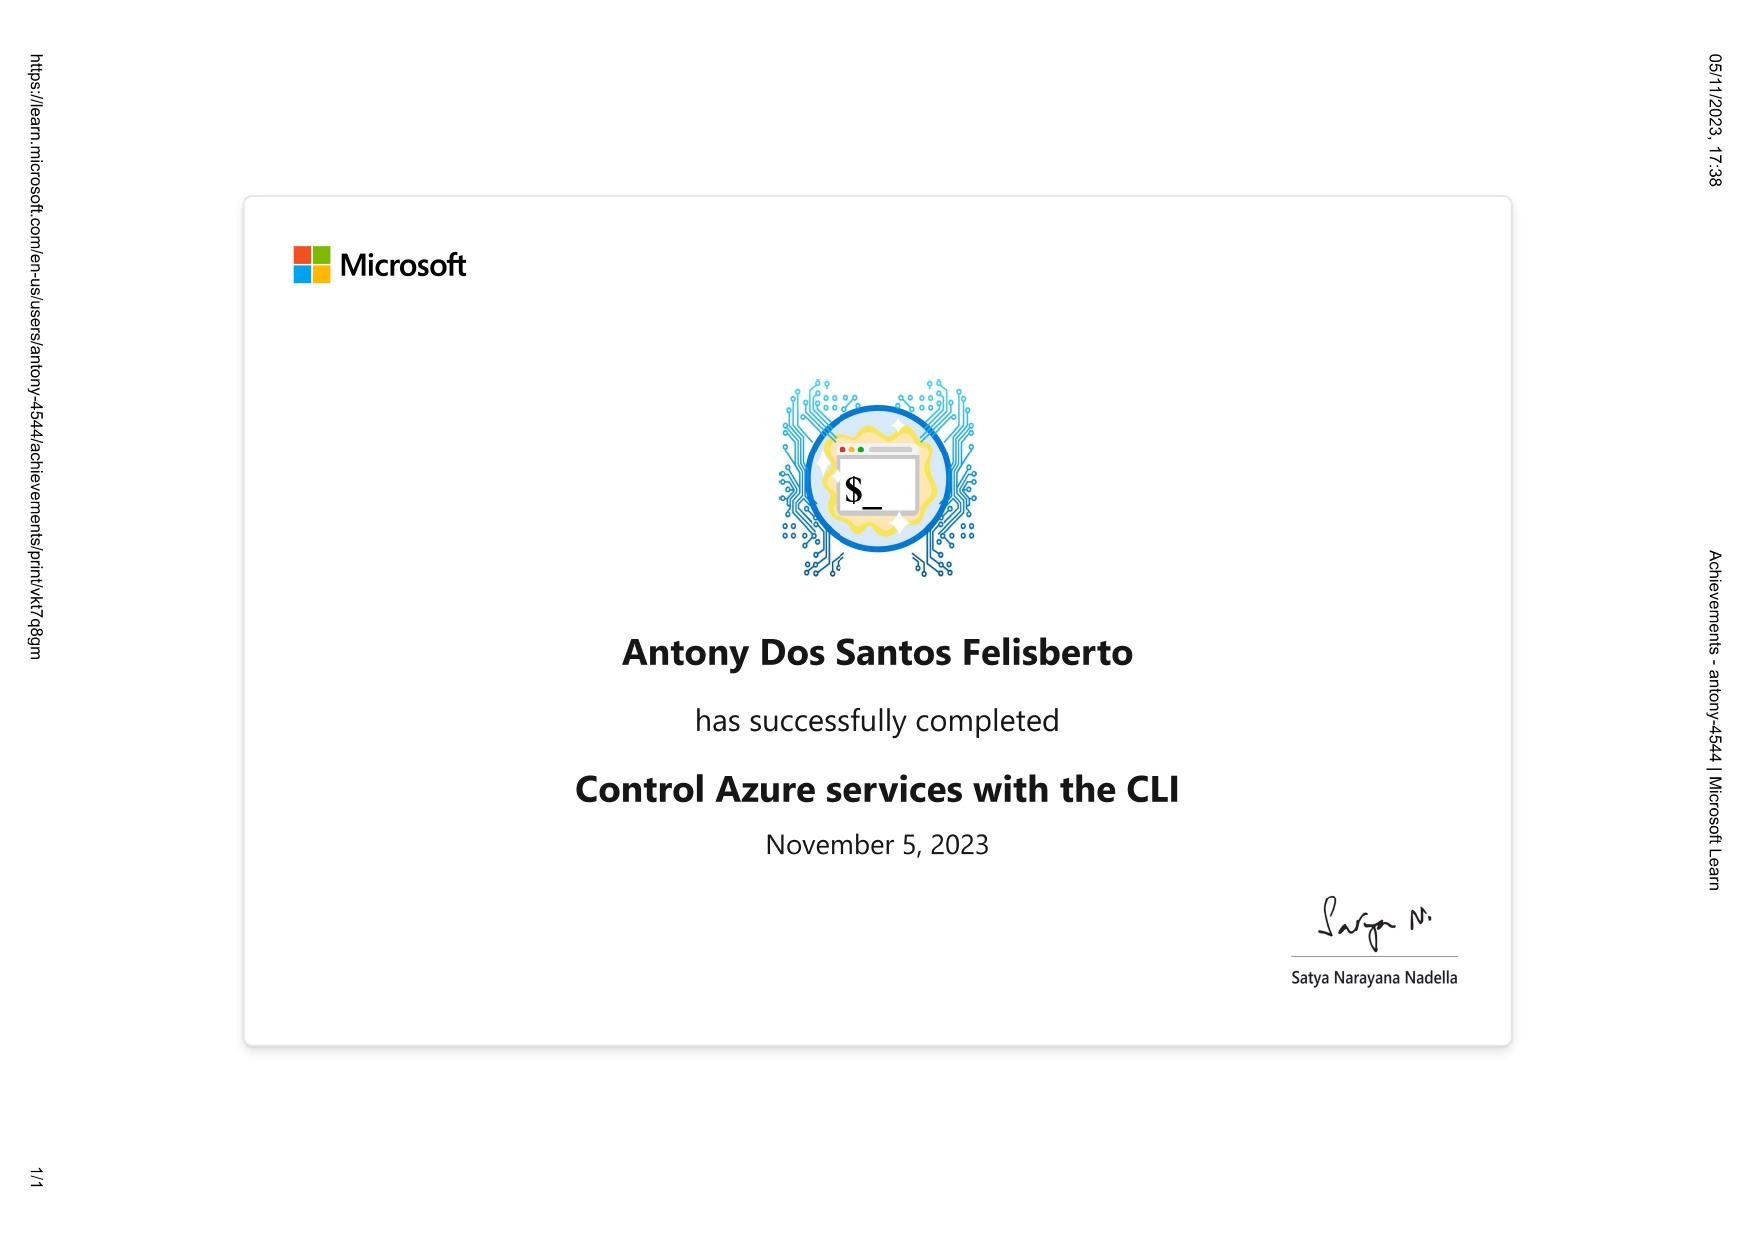 05/11/2023, 17:38
Achievements - antony-4544 | Microsoft Learn
Microsoft
$_
Antony Dos Santos Felisberto
has successfully completed
Control Azure services with the CLI
November 5, 2023
Satya N.
Satya Narayana Nadella
https://learn.microsoft.com/en-us/users/antony-4544/achievements/print/vkt7q8gm
1/1